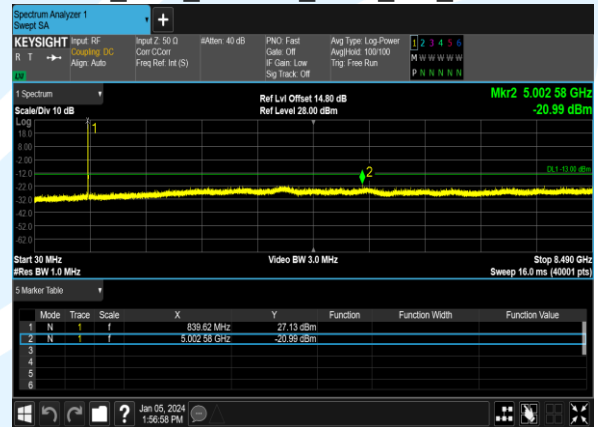 Spectrum Analyzer 1
Swept SA
+
KEYSIGHT Input: RF Input Z: 50 Ω #Atten: 40 dB PNO: Fast Avg Type: Log-Power 1 2 3 4 5 6
R T Coupling: DC Corr CCorr Gate: Off Avg|Hold: 100/100 M W W W W W
Align: Auto Freq Ref: Int (S) IF Gain: Low Trig: Free Run
Sig Track: Off P N N N N N
1 Spectrum
Ref Lvl Offset 14.80 dB Mkr2 5.002 58 GHz
Scale/Div 10 dB Ref Level 28.00 dBm -20.99 dBm
Log
1
18.0
8.00
-2.00
2
-12.0 DL1 -13.00 dBm
-22.0
-32.0
-42.0
-52.0
-62.0
Start 30 MHz Video BW 3.0 MHz Stop 8.490 GHz
#Res BW 1.0 MHz Sweep 16.0 ms (40001 pts)
5 Marker Table
Mode Trace Scale X Y Function Function Width Function Value
1 N 1 f 839.62 MHz 27.13 dBm
2 N 1 f 5.002 58 GHz -20.99 dBm
3
4
5
6
? Jan 05, 2024
1:56:58 PM